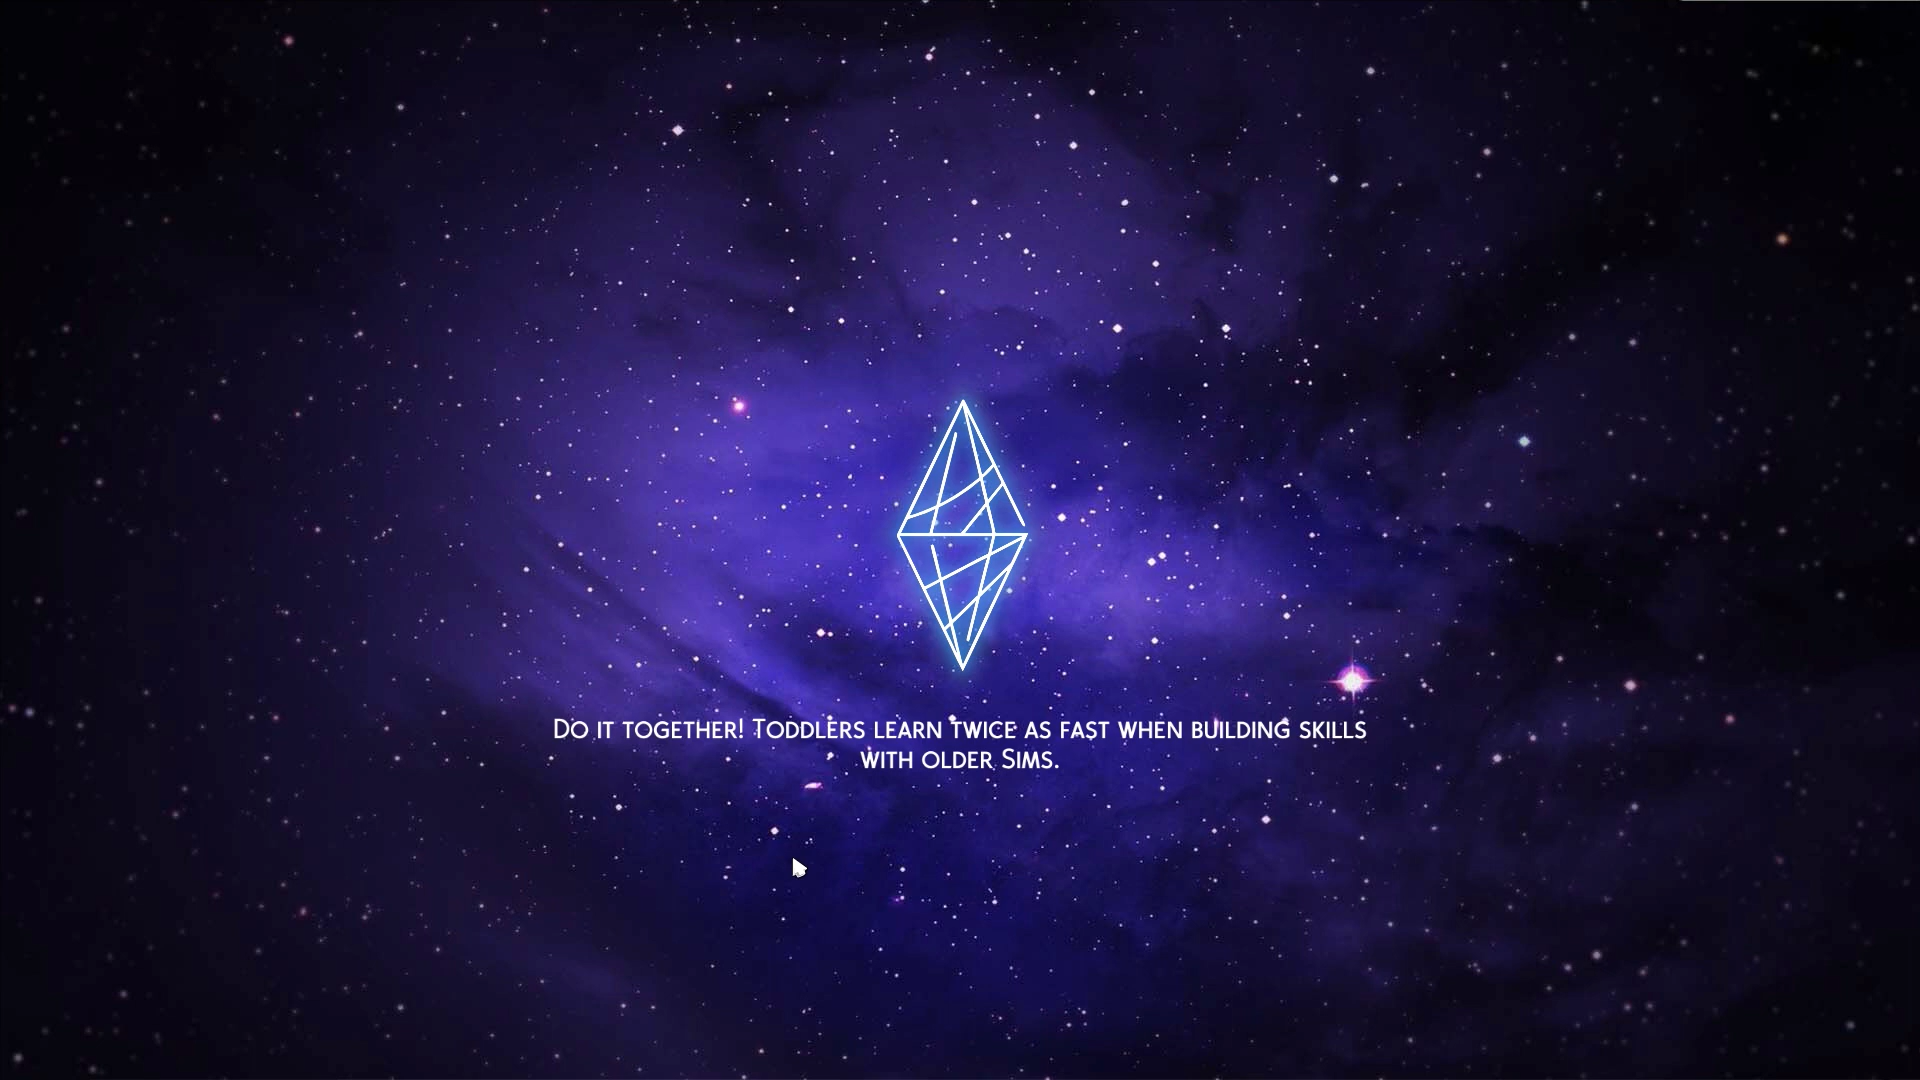 Do it together! Toddlers learn twice as fast when building skills
with older Sims.